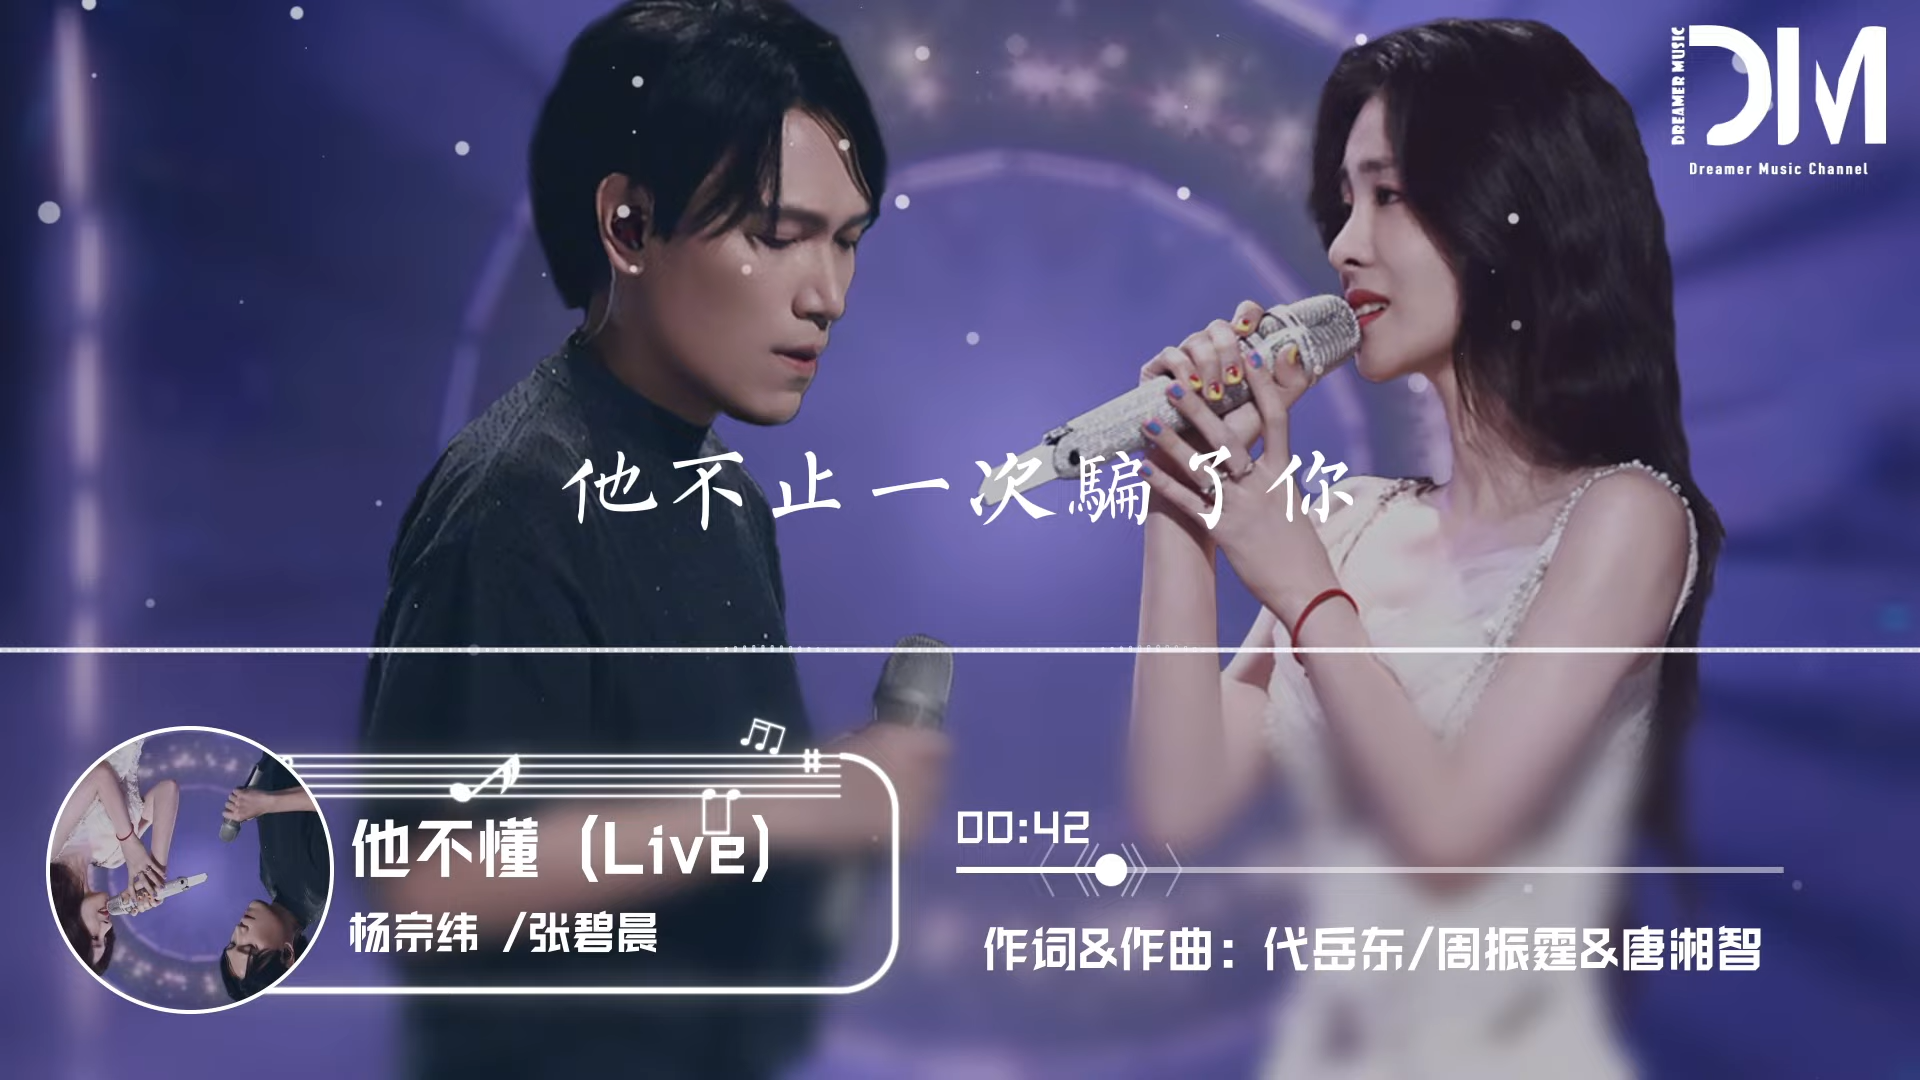 DREAMER MUSIC
DM
Dreamer Music Channel
他不止一次騙了你
他不懂 (Live)
杨宗纬 /张碧晨
00:42
作词&作曲：代岳东/周振霆&唐湘智